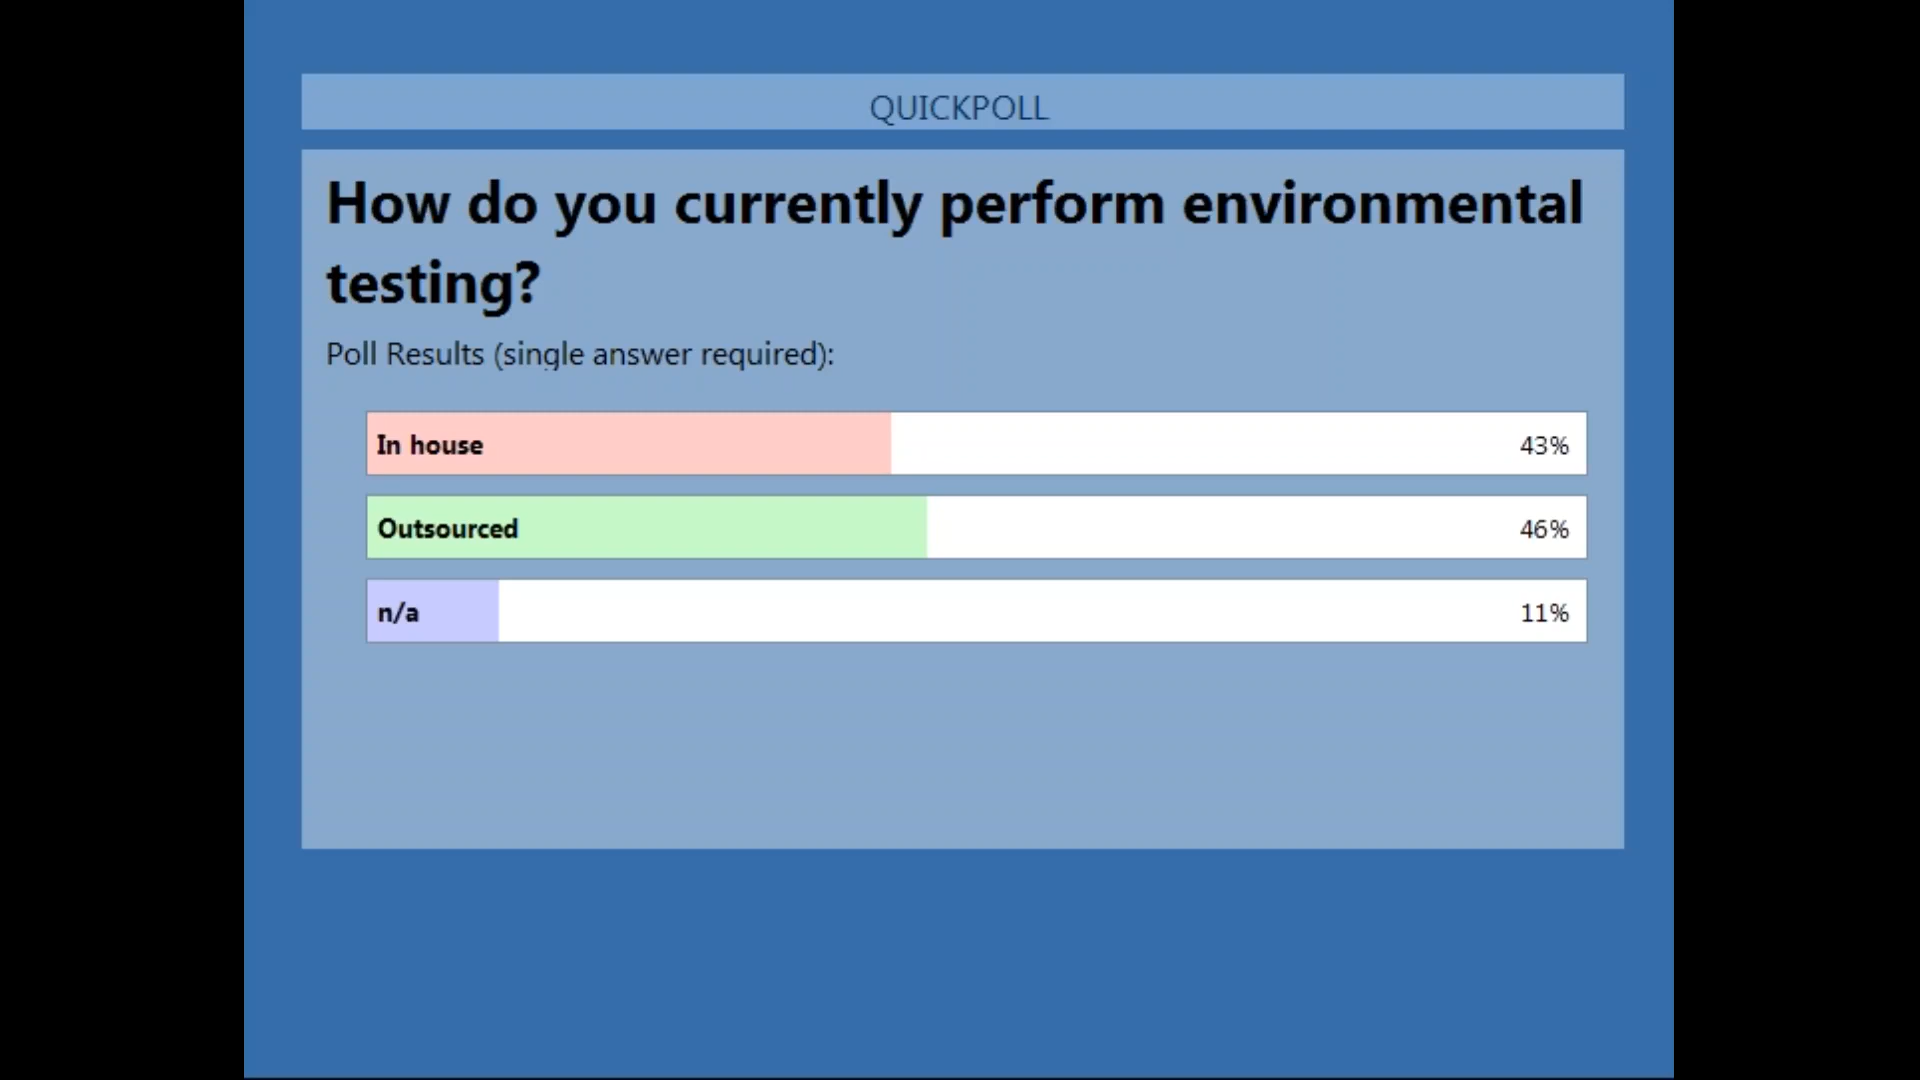 QUICKPOLL
How do you currently perform environmental
testing?
Poll Results (single answer required):
In house 43%
Outsourced 46%
n/a 11%